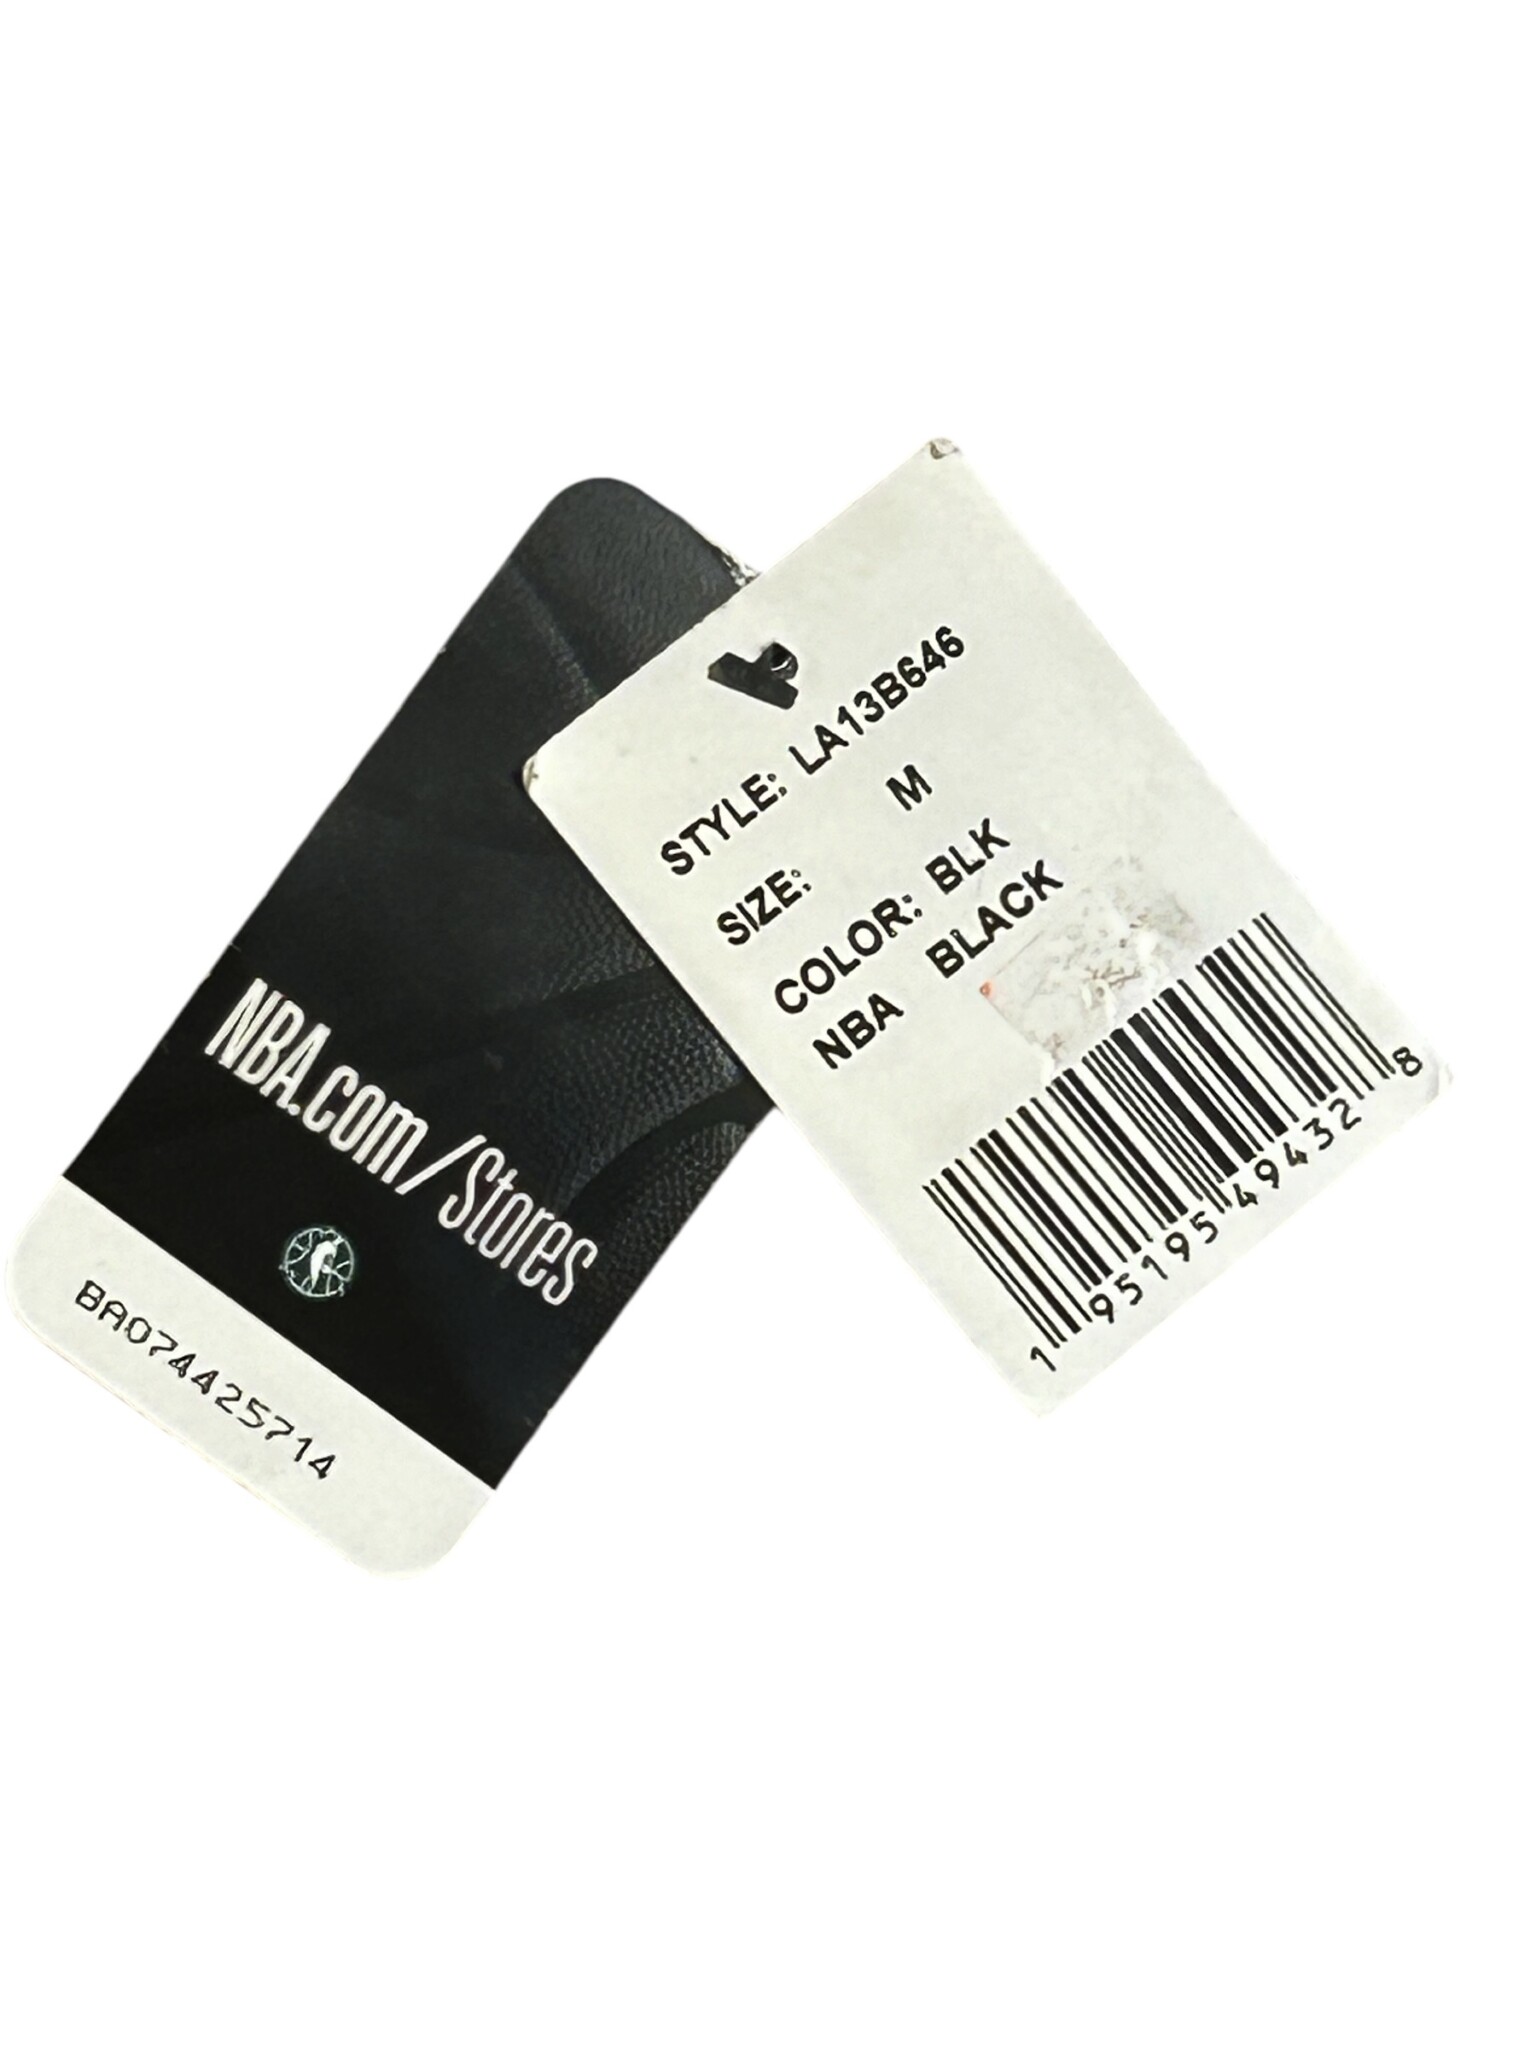 STYLE: LA13B646
SIZE: M
COLOR: BLK
NBA BLACK
1 95195 49432 8
NBA.com/Stores
BA074425714